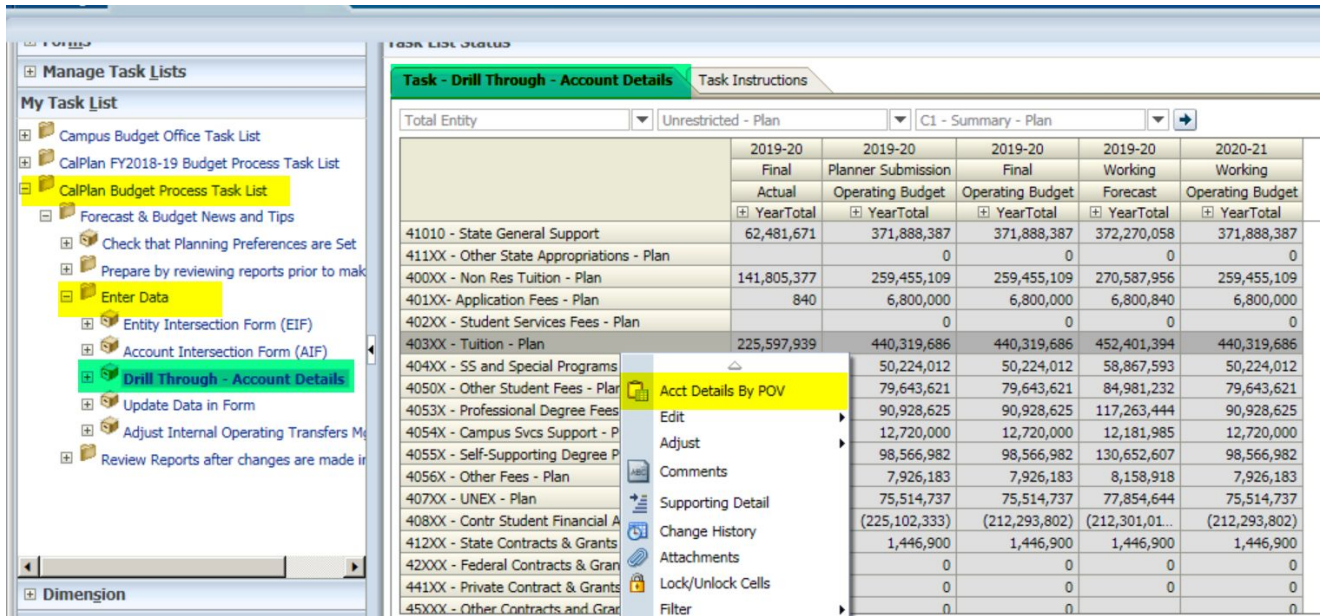 Forms
Task List Status
Manage Task Lists
My Task List
Campus Budget Office Task List
CalPlan FY2018-19 Budget Process Task List
CalPlan Budget Process Task List
Forecast & Budget News and Tips
Check that Planning Preferences are Set
Prepare by reviewing reports prior to mak
Enter Data
Entity Intersection Form (EIF)
Account Intersection Form (AIF)
Drill Through - Account Details
Update Data in Form
Adjust Internal Operating Transfers
Review Reports after changes are made in
Dimension
Task - Drill Through - Account Details Task Instructions
Total Entity Unrestricted - Plan C1 - Summary - Plan
2019-20 2019-20 2019-20 2019-20 2020-21
Final Planner Submission Final Working Working
Actual Operating Budget Operating Budget Forecast Operating Budget
YearTotal YearTotal YearTotal YearTotal YearTotal
41010 - State General Support 62,481,671 371,888,387 371,888,387 372,270,058 371,888,387
411XX - Other State Appropriations - Plan 0 0 0 0
400XX - Non Res Tuition - Plan 141,805,377 259,455,109 259,455,109 270,587,956 259,455,109
401XX- Application Fees - Plan 840 6,800,000 6,800,000 6,800,840 6,800,000
402XX - Student Services Fees - Plan 0 0 0 0
403XX - Tuition - Plan 225,597,939 440,319,686 440,319,686 452,401,394 440,319,686
404XX - SS and Special Programs 50,224,012 50,224,012 58,867,593 50,224,012
4050X - Other Student Fees - Plan 79,643,621 79,643,621 84,981,232 79,643,621
4053X - Professional Degree Fees 90,928,625 90,928,625 117,263,444 90,928,625
4054X - Campus Svcs Support - P 12,720,000 12,720,000 12,181,985 12,720,000
4055X - Self-Supporting Degree P 98,566,982 98,566,982 130,652,607 98,566,982
4056X - Other Fees - Plan 7,926,183 7,926,183 8,158,918 7,926,183
407XX - UNEX - Plan 75,514,737 75,514,737 77,854,644 75,514,737
408XX - Contr Student Financial A (225,102,333) (212,293,802) (212,301,01... (212,293,802)
412XX - State Contracts & Grants 1,446,900 1,446,900 1,446,900 1,446,900
42XXX - Federal Contracts & Gran 0 0 0 0
441XX - Private Contract & Grants 0 0 0 0
45XXX - Other Contracts and Gran 0 0 0
Acct Details By POV
Edit
Adjust
Comments
Supporting Detail
Change History
Attachments
Lock/Unlock Cells
Filter